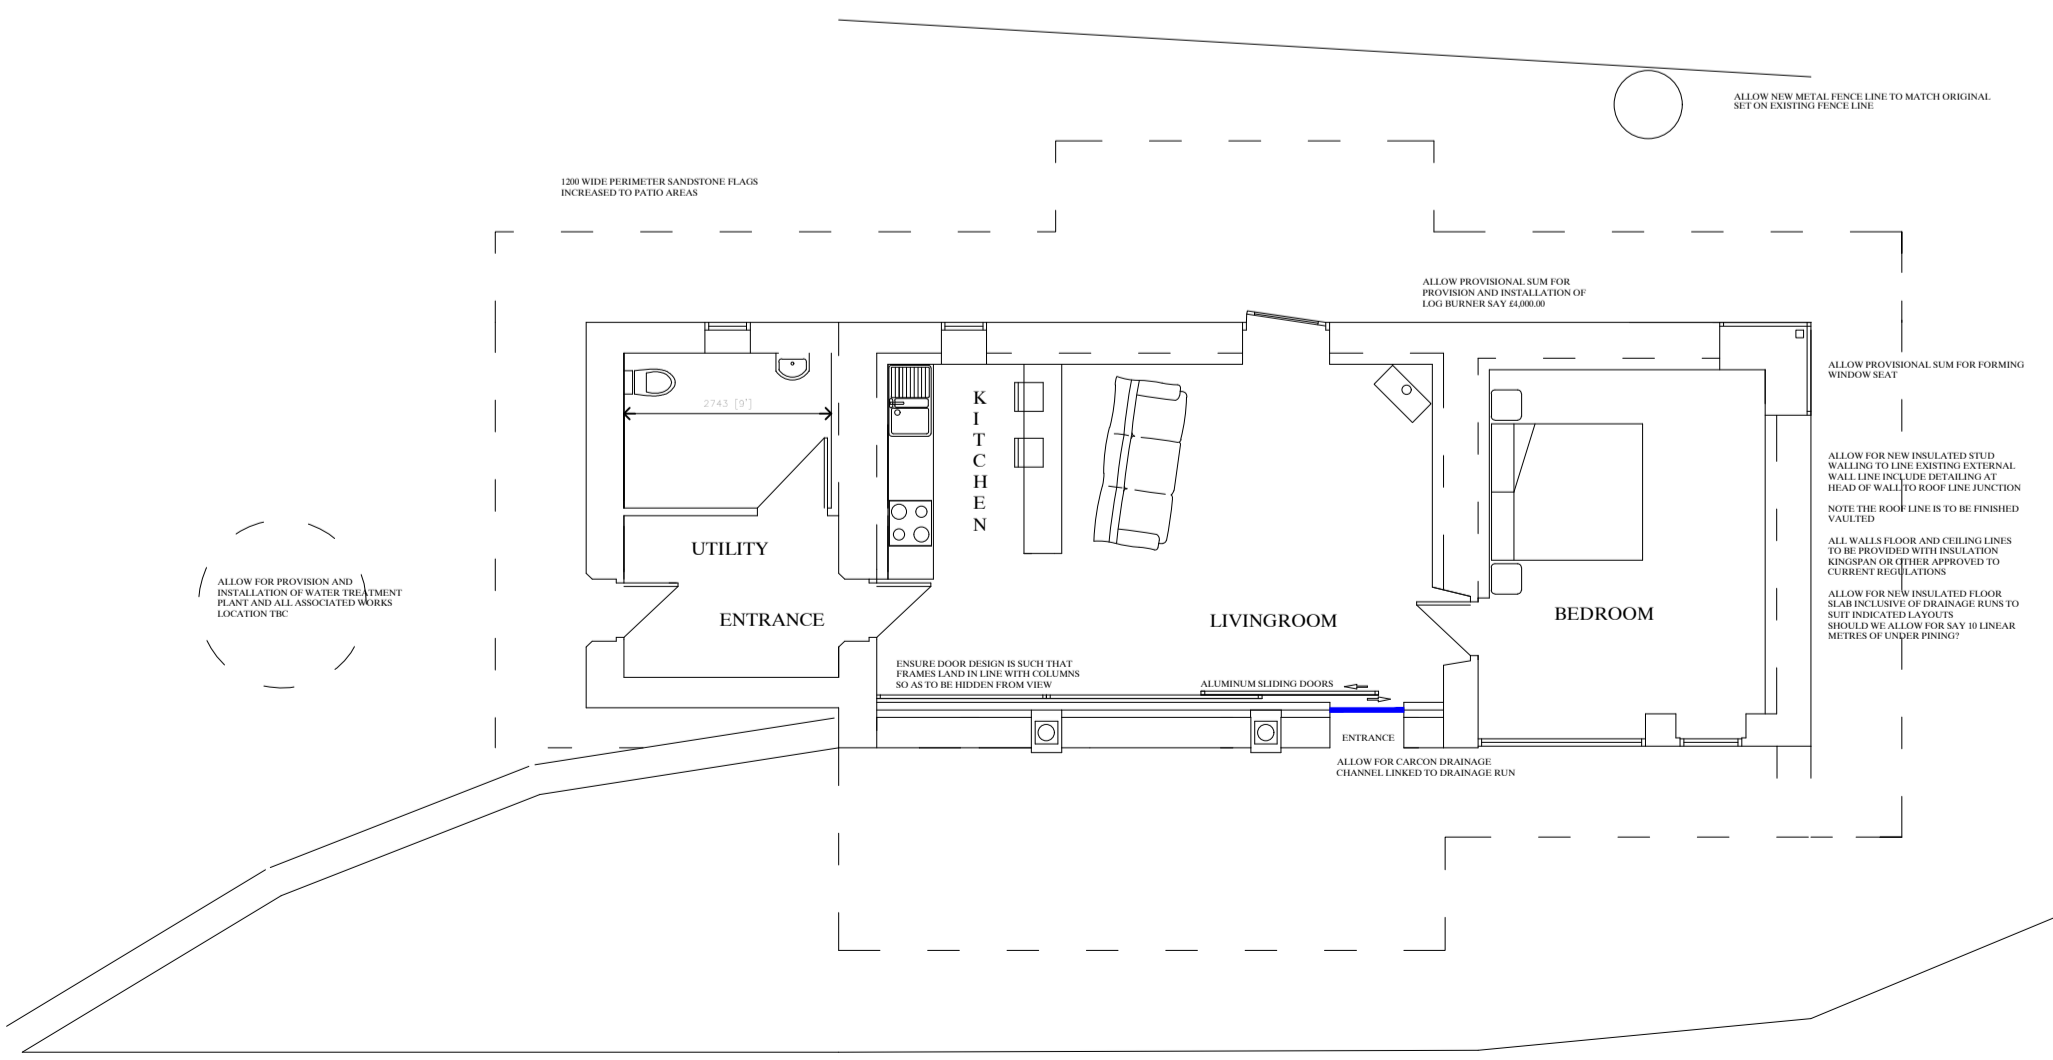 ALLOW NEW METAL FENCE LINE TO MATCH ORIGINAL
SET ON EXISTING FENCE LINE
1200 WIDE PERIMETER SANDSTONE FLAGS
INCREASED TO PATIO AREAS
ALLOW PROVISIONAL SUM FOR
PROVISION AND INSTALLATION OF
LOG BURNER SAY £4,000.00
ALLOW PROVISIONAL SUM FOR FORMING
WINDOW SEAT
2743 [9']
KITCHEN
ALLOW FOR NEW INSULATED STUD
WALLING TO LINE EXISTING EXTERNAL
WALL LINE INCLUDE DETAILING AT
HEAD OF WALL TO ROOF LINE JUNCTION
NOTE THE ROOF LINE IS TO BE FINISHED
VAULTED
ALL WALLS FLOOR AND CEILING LINES
TO BE PROVIDED WITH INSULATION
KINGSPAN OR OTHER APPROVED TO
CURRENT REGULATIONS
ALLOW FOR NEW INSULATED FLOOR
SLAB INCLUSIVE OF DRAINAGE RUNS TO
SUIT INDICATED LAYOUTS
SHOULD WE ALLOW FOR SAY 10 LINEAR
METRES OF UNDER PINING?
UTILITY
ALLOW FOR PROVISION AND
INSTALLATION OF WATER TREATMENT
PLANT AND ALL ASSOCIATED WORKS
LOCATION TBC
ENTRANCE
LIVINGROOM
BEDROOM
ENSURE DOOR DESIGN IS SUCH THAT
FRAMES LAND IN LINE WITH COLUMNS
SO AS TO BE HIDDEN FROM VIEW
ALUMINUM SLIDING DOORS
ENTRANCE
ALLOW FOR CARCON DRAINAGE
CHANNEL LINKED TO DRAINAGE RUN